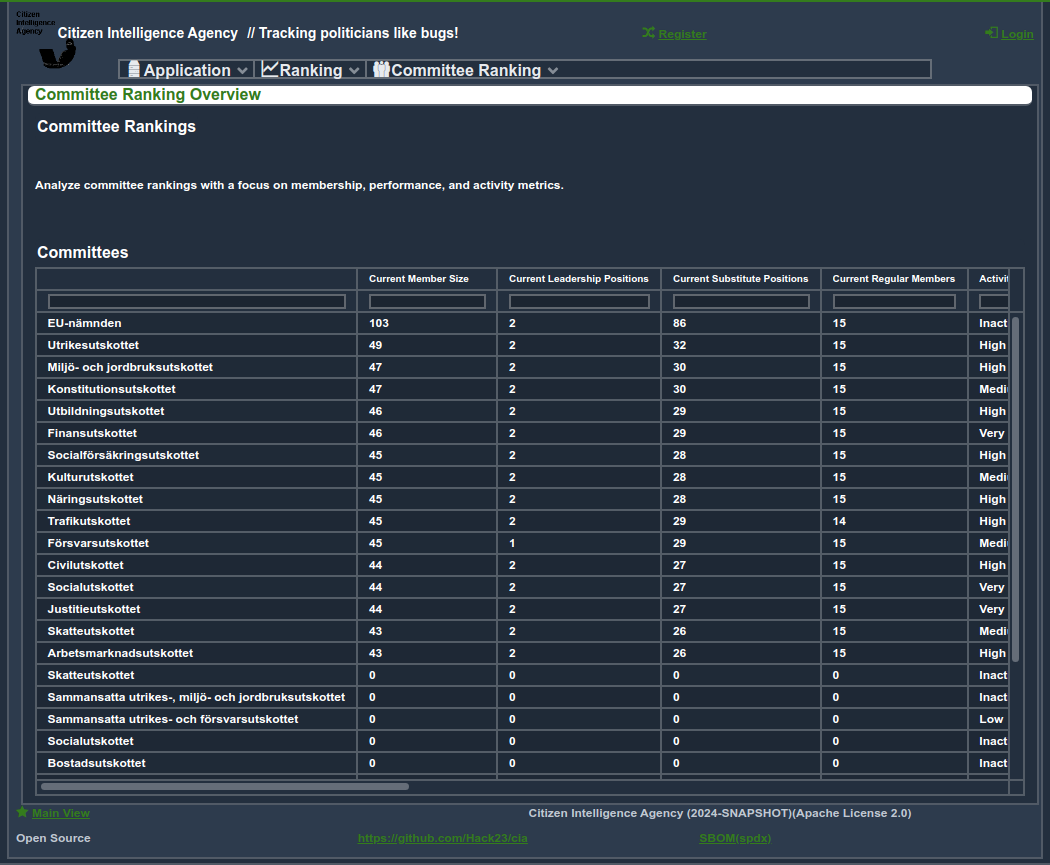 Citizen
Intelligence
Agency
Citizen Intelligence Agency // Tracking politicians like bugs!
Register
Login
Application
Ranking
Committee Ranking
Committee Ranking Overview
Committee Rankings
Analyze committee rankings with a focus on membership, performance, and activity metrics.
Committees
Current Member Size Current Leadership Positions Current Substitute Positions Current Regular Members Activi
EU-nämnden 103 2 86 15 Inact
Utrikesutskottet 49 2 32 15 High
Miljö- och jordbruksutskottet 47 2 30 15 High
Konstitutionsutskottet 47 2 30 15 Medi
Utbildningsutskottet 46 2 29 15 High
Finansutskottet 46 2 29 15 Very
Socialförsäkringsutskottet 45 2 28 15 High
Kulturutskottet 45 2 28 15 Medi
Näringsutskottet 45 2 28 15 High
Trafikutskottet 45 2 29 14 High
Försvarsutskottet 45 1 29 15 Medi
Civilutskottet 44 2 27 15 High
Socialutskottet 44 2 27 15 Very
Justitieutskottet 44 2 27 15 Very
Skatteutskottet 43 2 26 15 Medi
Arbetsmarknadsutskottet 43 2 26 15 High
Skatteutskottet 0 0 0 0 Inact
Sammansatta utrikes-, miljö- och jordbruksutskottet 0 0 0 0 Inact
Sammansatta utrikes- och försvarsutskottet 0 0 0 0 Low
Socialutskottet 0 0 0 0 Inact
Bostadsutskottet 0 0 0 0 Inact
Main View
Citizen Intelligence Agency (2024-SNAPSHOT)(Apache License 2.0)
Open Source
https://github.com/Hack23/cia
SBOM(spdx)